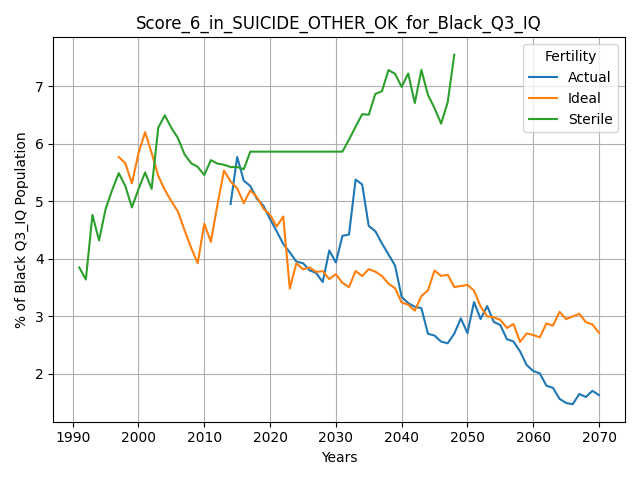 Score_6_in_SUICIDE_OTHER_OK_for_Black_Q3_IQ
Fertility
Actual
Ideal
Sterile
% of Black Q3_IQ Population
7
6
5
4
3
2
1990 2000 2010 2020 2030 2040 2050 2060 2070
Years